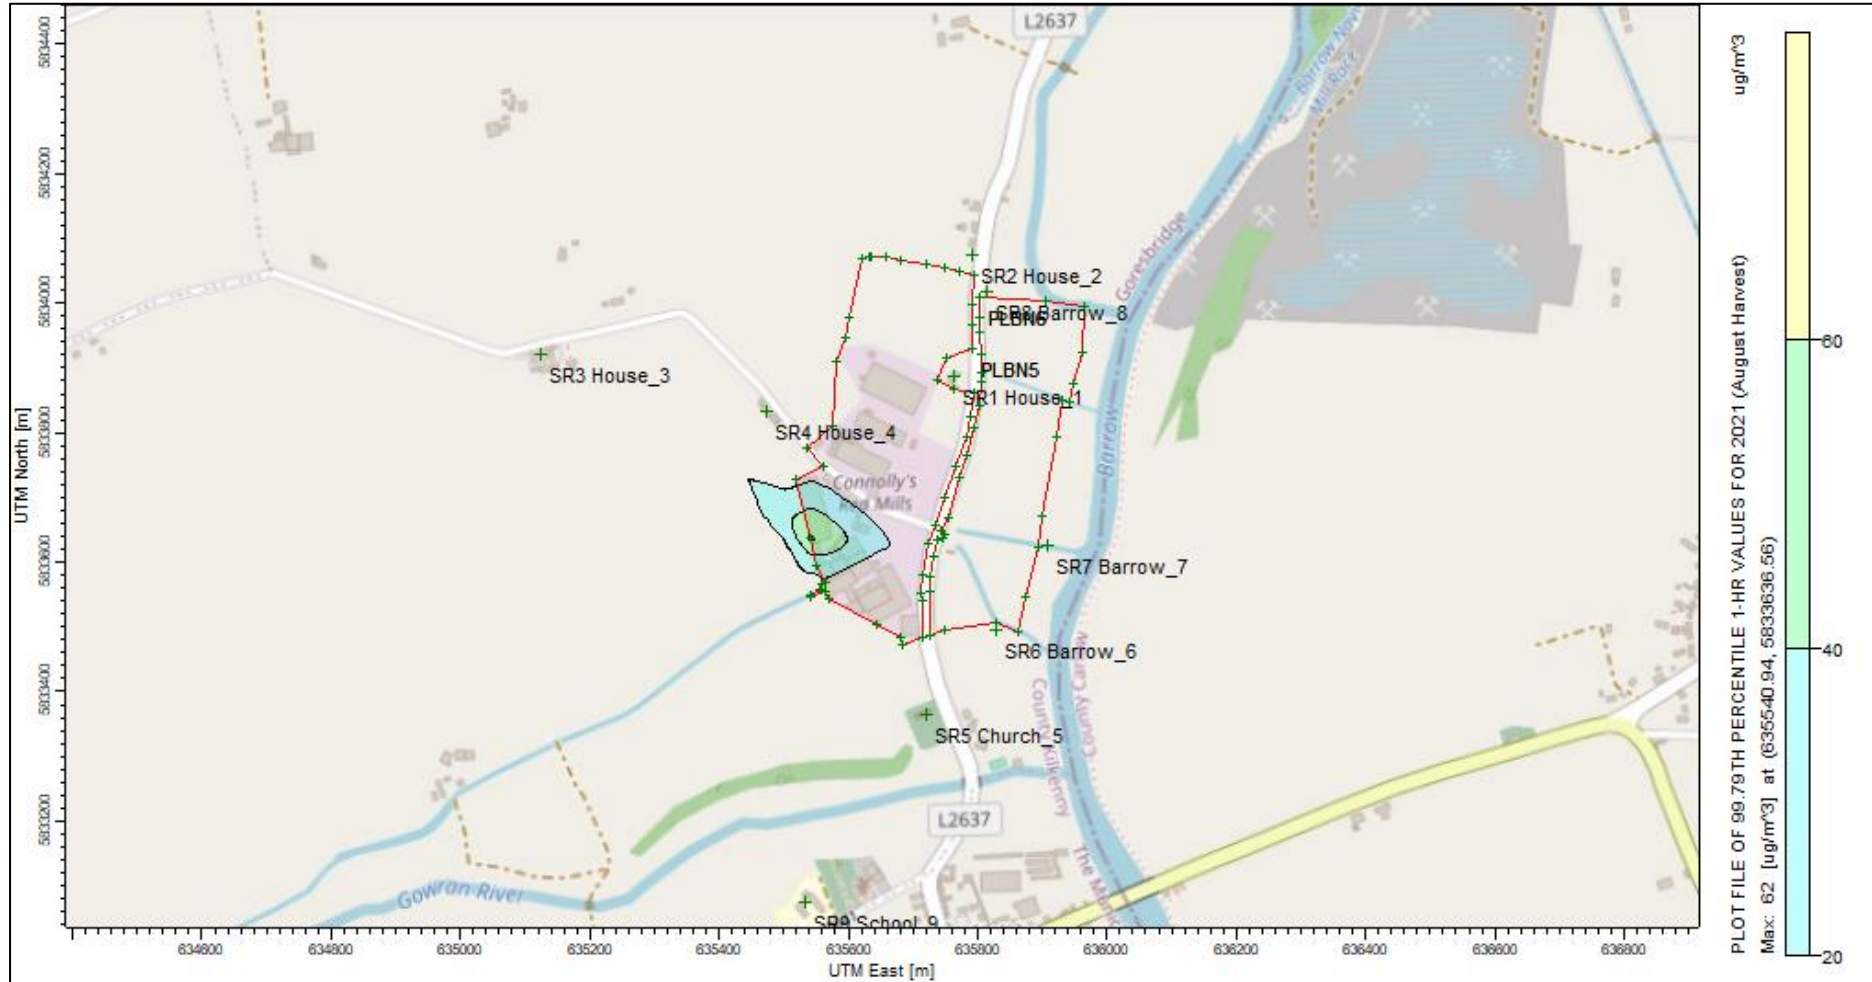 L2637
Barrow Nave
Mill Race
Goresbridge
SR2 House_2
SR8 Barrow_8
PLBN6
PLBN5
SR3 House_3
SR1 House_1
SR4 House_4
Barrow
Connolly's
Red Mills
SR7 Barrow_7
SR6 Barrow_6
County Carlow
County Kilkenny
SR5 Church_5
L2637
Gowran River
SR9 School_9
5834400
5834200
5834000
5833800
5833600
5833400
5833200
UTM North [m]
634600
634800
635000
635200
635400
635600
635800
636000
636200
636400
636600
636800
UTM East [m]
PLOT FILE OF 99.79TH PERCENTILE 1-HR VALUES FOR 2021 (August Harvest)
ug/m^3
Max: 62 [ug/m^3] at (635540.94, 5833636.56)
60
40
20